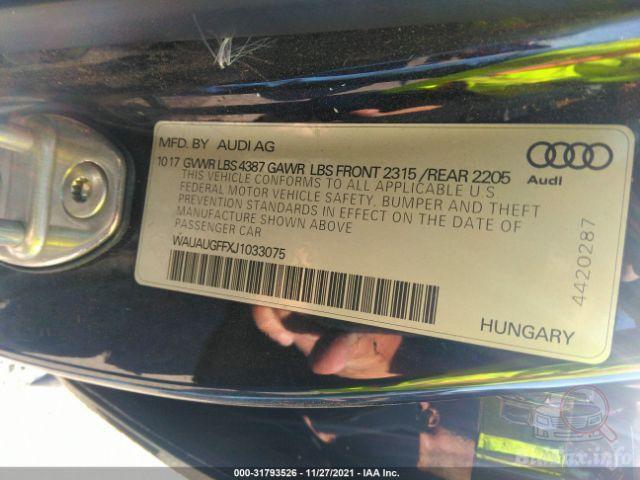 MFD. BY AUDI AG
10 17 GVWR LBS 4387 GAWR LBS FRONT 2315 / REAR 2205
THIS VEHICLE CONFORMS TO ALL APPLICABLE U S
FEDERAL MOTOR VEHICLE SAFETY, BUMPER AND THEFT
PREVENTION STANDARDS IN EFFECT ON THE DATE OF
MANUFACTURE SHOWN ABOVE
PASSENGER CAR
WAUAUGFFXJ1033075
Audi
4420287
HUNGARY
BidFax.info
000-31793526 - 11/27/2021 - IAA Inc.